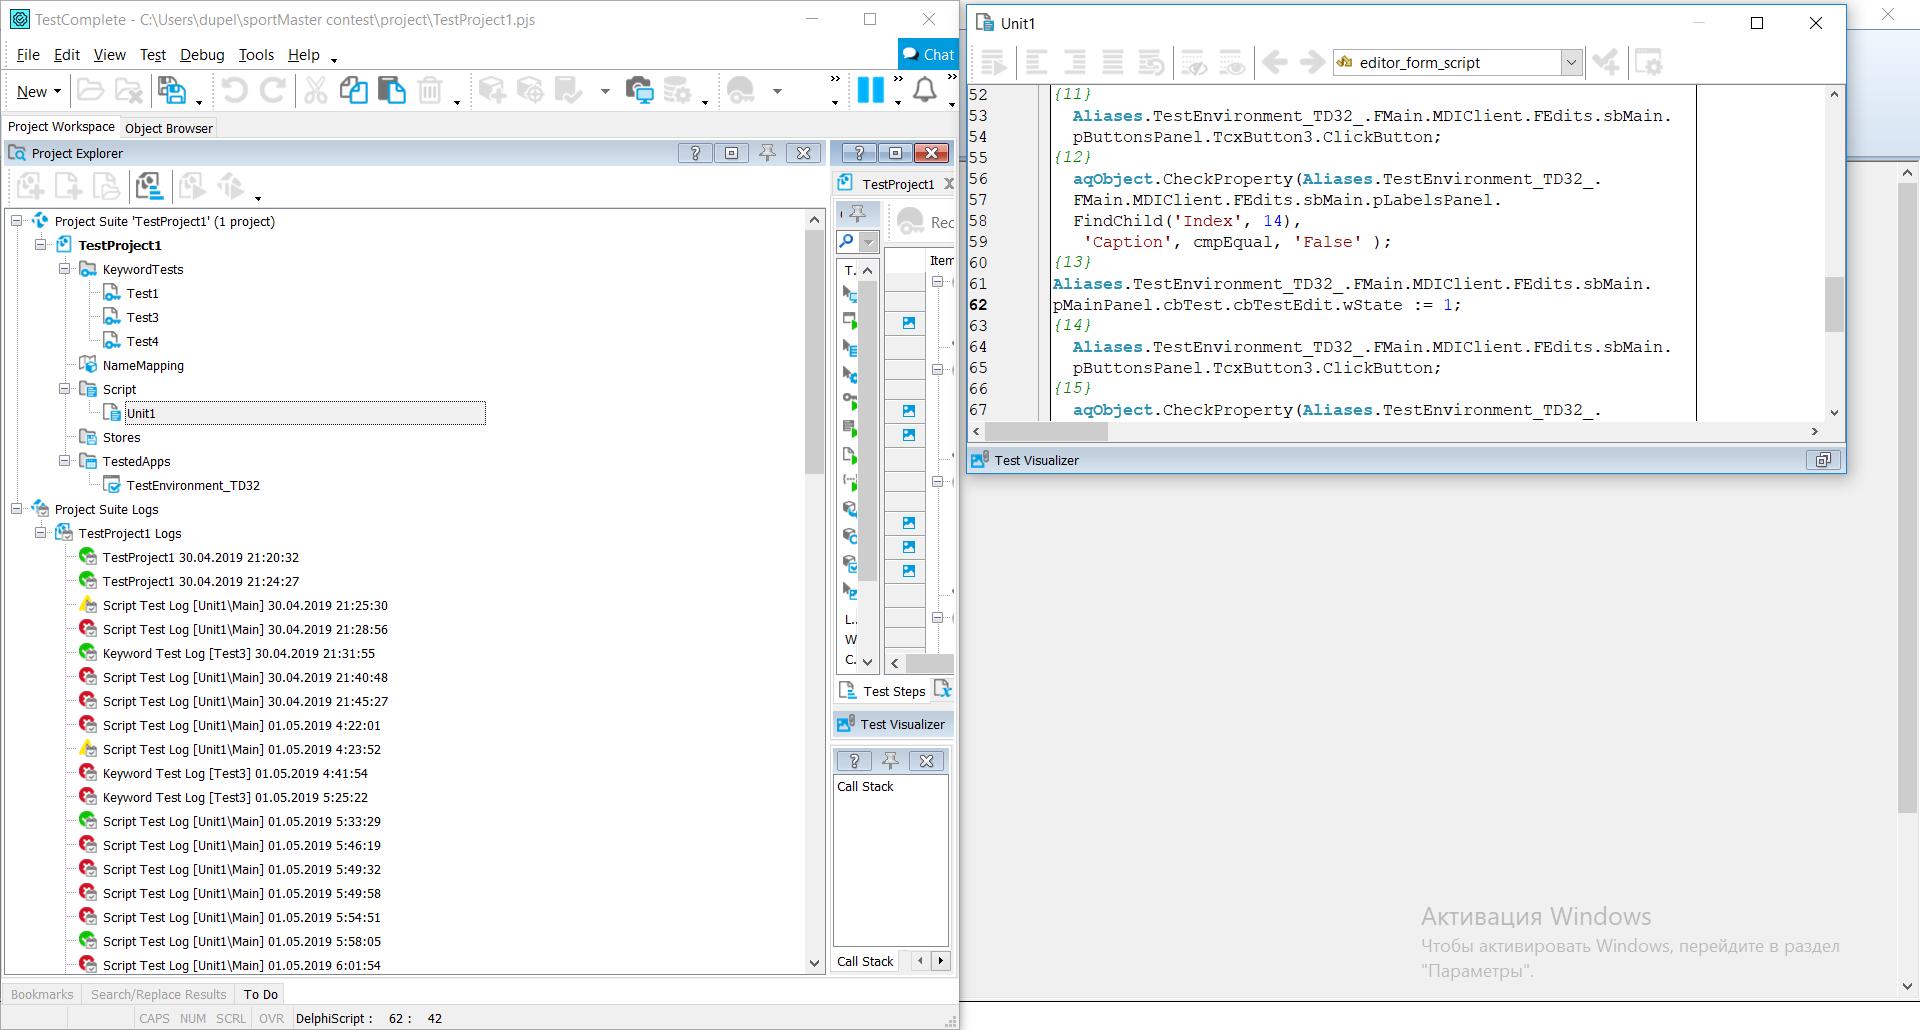 TestComplete - C:\Users\dupel\sportMaster contest\project\TestProject1.pjs
File Edit View Test Debug Tools Help
Chat
New
Project Workspace
Object Browser
Project Explorer
Project Suite 'TestProject1' (1 project)
TestProject1
KeywordTests
Test1
Test3
Test4
NameMapping
Script
Unit1
Stores
TestedApps
TestEnvironment_TD32
Project Suite Logs
TestProject1 Logs
TestProject1 30.04.2019 21:20:32
TestProject1 30.04.2019 21:24:27
Script Test Log [Unit1\Main] 30.04.2019 21:25:30
Script Test Log [Unit1\Main] 30.04.2019 21:28:56
Keyword Test Log [Test3] 30.04.2019 21:31:55
Script Test Log [Unit1\Main] 30.04.2019 21:40:48
Script Test Log [Unit1\Main] 30.04.2019 21:45:27
Script Test Log [Unit1\Main] 01.05.2019 4:22:01
Script Test Log [Unit1\Main] 01.05.2019 4:23:52
Keyword Test Log [Test3] 01.05.2019 4:41:54
Keyword Test Log [Test3] 01.05.2019 5:25:22
Script Test Log [Unit1\Main] 01.05.2019 5:33:29
Script Test Log [Unit1\Main] 01.05.2019 5:46:19
Script Test Log [Unit1\Main] 01.05.2019 5:49:32
Script Test Log [Unit1\Main] 01.05.2019 5:49:58
Script Test Log [Unit1\Main] 01.05.2019 5:54:51
Script Test Log [Unit1\Main] 01.05.2019 5:58:05
Script Test Log [Unit1\Main] 01.05.2019 6:01:54
Bookmarks
Search/Replace Results
To Do
CAPS NUM SCRL OVR DelphiScript : 62 : 42
TestProject1
Rec
Item
T.
L..
W
C.
Test Steps
Test Visualizer
Call Stack
Call Stack
Unit1
editor_form_script
52 {11}
53 Aliases.TestEnvironment_TD32_.FMain.MDIClient.FEdits.sbMain.
54 pButtonsPanel.TcxButton3.ClickButton;
55 {12}
56 aqObject.CheckProperty(Aliases.TestEnvironment_TD32_.
57 FMain.MDIClient.FEdits.sbMain.pLabelsPanel.
58 FindChild('Index', 14),
59 'Caption', cmpEqual, 'False' );
60 {13}
61 Aliases.TestEnvironment_TD32_.FMain.MDIClient.FEdits.sbMain.
62 pMainPanel.cbTest.cbTestEdit.wState := 1;
63 {14}
64 Aliases.TestEnvironment_TD32_.FMain.MDIClient.FEdits.sbMain.
65 pButtonsPanel.TcxButton3.ClickButton;
66 {15}
67 aqObject.CheckProperty(Aliases.TestEnvironment_TD32_.
Test Visualizer
Активация Windows
Чтобы активировать Windows, перейдите в раздел
"Параметры".